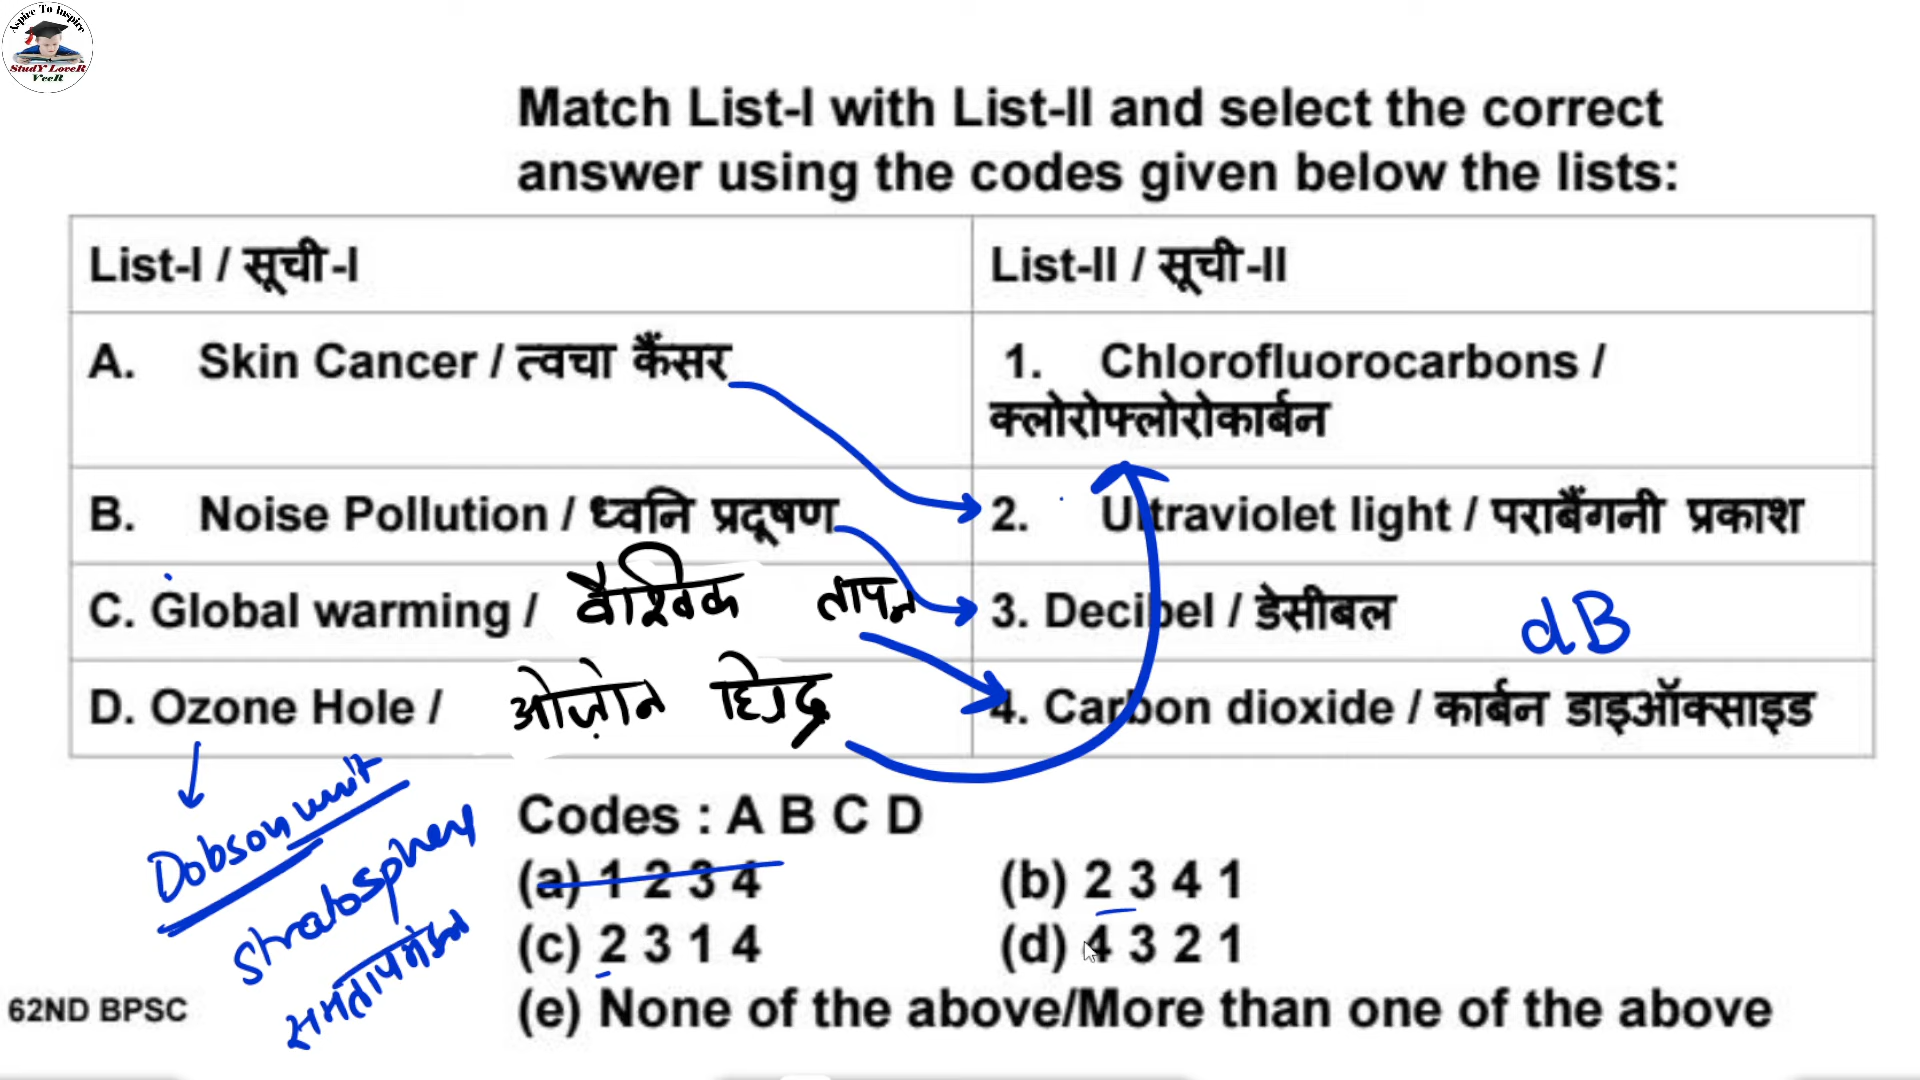 Aspire To Inspire
StudY LoveR
VeeR
Match List-I with List-II and select the correct
answer using the codes given below the lists:
List-I / सूची-I
List-II / सूची-II
A. Skin Cancer / त्वचा कैंसर
1. Chlorofluorocarbons /
क्लोरोफ्लोरोकार्बन
B. Noise Pollution / ध्वनि प्रदूषण
2. Ultraviolet light / पराबैंगनी प्रकाश
C. Global warming / वैश्विक तापन
3. Decibel / डेसीबल dB
D. Ozone Hole / ओज़ोन छिद्र
4. Carbon dioxide / कार्बन डाइऑक्साइड
Dobson unit
समतापमंडल
Codes : A B C D
(a) 1 2 3 4
(b) 2 3 4 1
(c) 2 3 1 4
(d) 4 3 2 1
(e) None of the above/More than one of the above
62ND BPSC